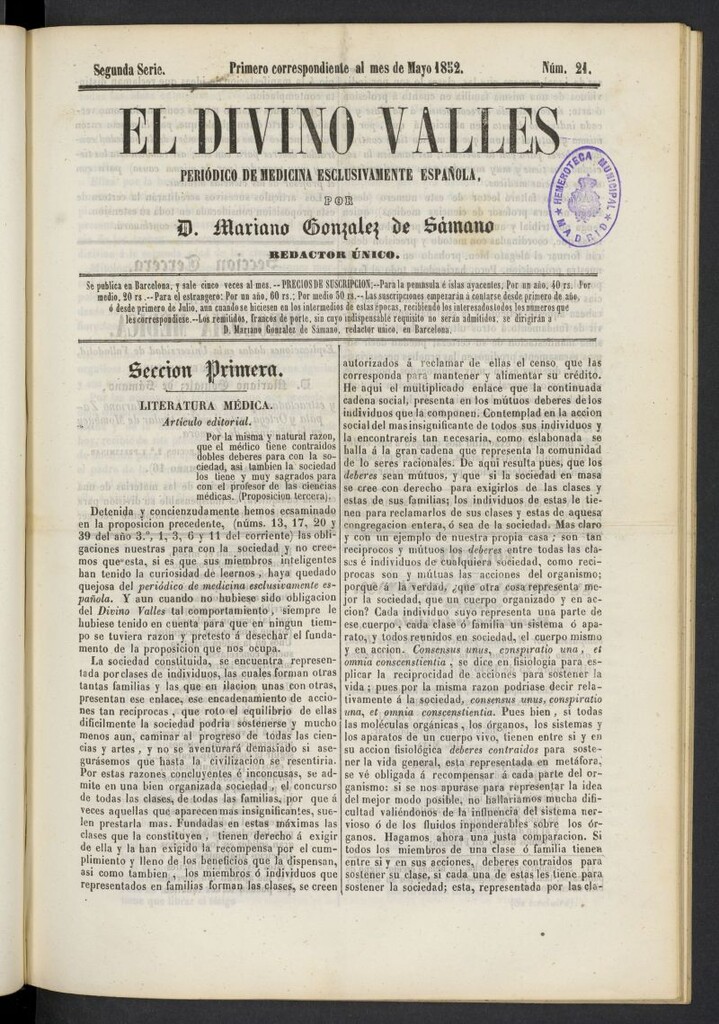 Segunda Serie. Primero correspondiente al mes de Mayo 1852. Núm. 21.
EL DIVINO VALLES
PERIÓDICO DE MEDICINA ESCLUSIVAMENTE ESPAÑOLA,
POR
D. Mariano Gonzalez de Sámano
REDACTOR ÚNICO.
HEMEROTECA MUNICIPAL
MADRID
Se publica en Barcelona, y sale cinco veces al mes.--PRECIOS DE SUSCRIPCION;--Para la península é islas ayacentes, Por un año, 40 rs. Por
medio, 20 rs.--Para el estrangero: Por un año, 60 rs.; Por medio 50 rs.--Las suscripciones empesarán á contarse desde primero de año,
ó desde primero de Julio, aun cuando se hiciesen en los intermedios de estas épocas, recibiendo los interesados todos los números que
les correspondiese.--Los remitidos, francos de porte, sin cuyo indispensable requisito no serán admitidos, se dirigirán á
D. Mariano Gonzalez de Sámano, redactor unico, en Barcelona.
Seccion Primera.
LITERATURA MÉDICA.
Artículo editorial.
Por la misma y natural razon,
que el médico tiene contraidos
dobles deberes para con la so-
ciedad, asi tambien la sociedad
los tiene y muy sagrados para
con el profesor de las ciencias
médicas. (Proposicion tercera).
Detenida y concienzudamente hemos ecsaminado
en la proposicion precedente, (núms. 13, 17, 20 y
39 del año 3.º, 1, 3, 6 y 11 del corriente) las obli-
gaciones nuestras para con la sociedad y no cree-
mos que esta, si es que sus miembros inteligentes
han tenido la curiosidad de leernos, haya quedado
quejosa del periódico de medicina esclusivamente es-
pañola. Y aun cuando no hubiese sido obligacion
del Divino Valles tal comportamiento, siempre le
hubiese tenido en cuenta para que en ningun tiempo
se tuviera razon y pretesto á desechar el funda-
mento de la proposicion que nos ocupa.
La sociedad constituida, se encuentra represen-
tada por clases de individuos, las cuales forman otras
tantas familias y las que en ilacion unas con otras,
presentan ese enlace, ese encadenamiento de accio-
nes tan recíprocas, que roto el equilibrio de ellas
dificilmente la sociedad podria sostenerse y mucho
menos aun, caminar al progreso de todas las cien-
cias y artes, y no se aventurará demasiado si ase-
gurásemos que hasta la civilizacion se resentiria.
Por estas razones concluyentes é inconcusas, se ad-
mite en una bien organizada sociedad, el concurso
de todas las clases, de todas las familias, por que á
veces aquellas que aparecen mas insignificantes, sue-
len prestarla mas. Fundadas en estas máximas las
clases que la constituyen, tienen derecho á exigir
de ella y la han exigido la recompensa por el cum-
plimiento y lleno de los beneficios que la dispensan,
asi como tambien, los miembros ó individuos que
representados en familias forman las clases, se creen
autorizados á reclamar de ellas el censo que las
corresponda para mantener y alimentar su crédito.
He aqui el multiplicado enlace que la continuada
cadena social, presenta en los mútuos deberes de los
individuos que la componen. Contemplad en la accion
social del mas insignificante de todos sus individuos y
la encontrareis tan necesaria, como eslabonada se
halla á la gran cadena que representa la comunidad
de lo seres racionales. De aqui resulta pues, que los
deberes sean mútuos, y que si la sociedad en masa
se cree con derecho para exigirlos de las clases y
estas de sus familias; los individuos de estas le tie-
nen para reclamarlos de sus clases y estas de aquesa
congregacion entera, ó sea de la sociedad. Mas claro
y con un ejemplo de nuestra propia casa; son tan
recíprocos y mútuos los deberes entre todas las cla-
ses é individuos de cualquiera sociedad, como recí-
procas son y mútuas las acciones del organismo;
porque á la verdad, ¿que otra cosa representa me-
jor la sociedad, que un cuerpo organizado y en ac-
cion? Cada individuo suyo representa una parte de
ese cuerpo, cada clase ó familia un sistema ó apa-
rato, y todos reunidos en sociedad, el cuerpo mismo
y en accion. Consensus unus, conspiratio una, et
omnia conscenstientia, se dice en fisiologia para es-
plicar la reciprocidad de acciones para sostener la
vida; pues por la misma razon podríase decir rela-
tivamente á la sociedad, consensus unus, conspiratio
una, et omnia conscenstientia. Pues bien, si todas
las moléculas orgánicas, los órganos, los sistemas y
los aparatos de un cuerpo vivo, tienen entre si y en
su accion fisiológica deberes contraidos para soste-
ner la vida general, esta representada en metáfora,
se vé obligada á recompensar á cada parte del or-
ganismo: si se nos apurase para representar la idea
del mejor modo posible, no hallaríamos mucha difi-
cultad valiéndonos de la influencia del sistema ner-
vioso ó de los fluidos inponderables sobre los ór-
ganos. Hagamos ahora una justa comparacion. Si
todos los miembros de una clase ó familia tienen
entre si y en sus acciones, deberes contraidos para
sostener su clase, si cada una de estas les tiene para
sostener la sociedad; esta, representada por las cla-